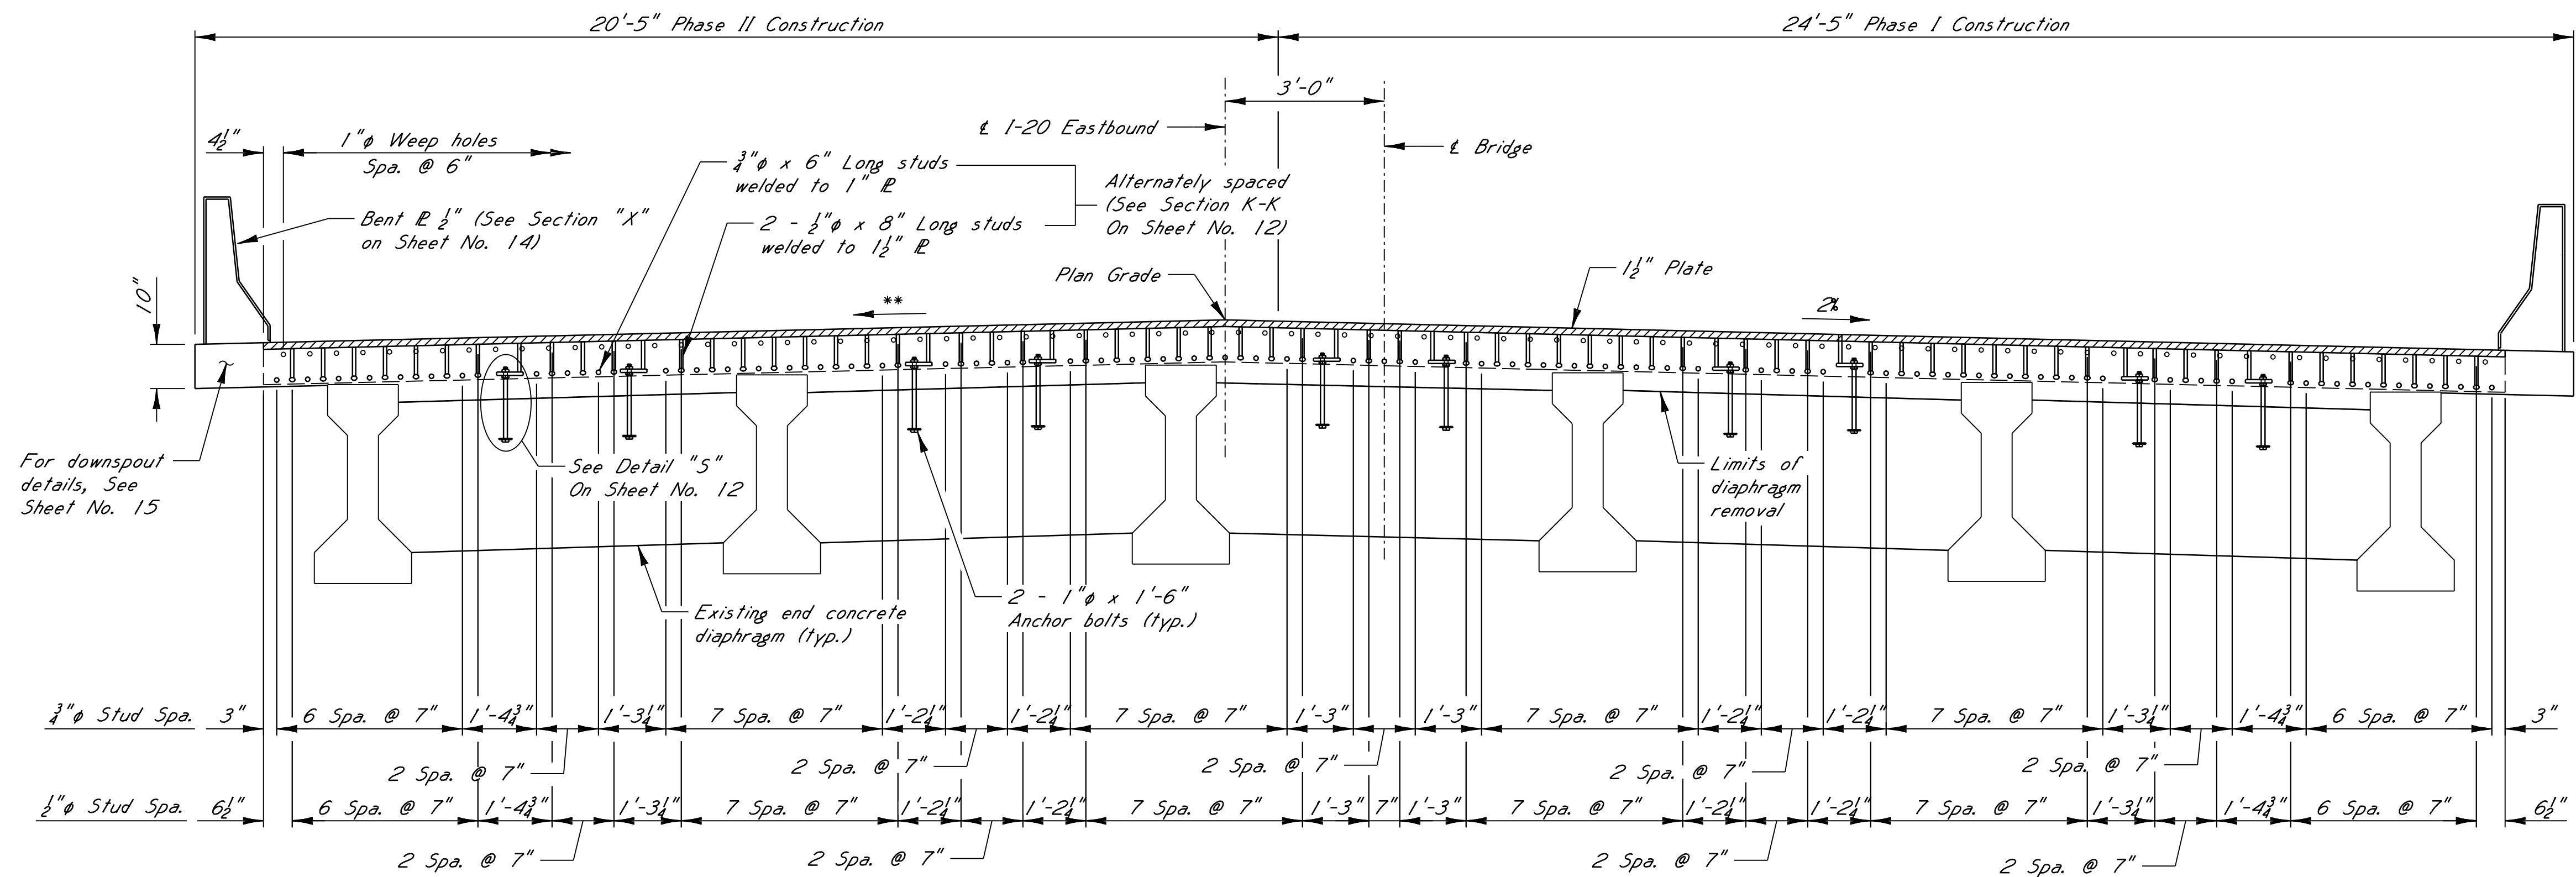 20'-5" Phase II Construction
24'-5" Phase I Construction
3'-0"
℄ I-20 Eastbound
℄ Bridge
4½"
1"φ Weep holes
Spa. @ 6"
¾"φ x 6" Long studs
welded to 1" ℙL
2 - ½"φ x 8" Long studs
welded to 1½" ℙL
Alternately spaced
(See Section K-K
On Sheet No. 12)
Bent ℙL ½" (See Section "X"
on Sheet No. 14)
Plan Grade
1½" Plate
10"
**
2%
For downspout
details, See
Sheet No. 15
See Detail "S"
On Sheet No. 12
Limits of
diaphragm
removal
Existing end concrete
diaphragm (typ.)
2 - 1"φ x 1'-6"
Anchor bolts (typ.)
¾"φ Stud Spa. 3" 6 Spa. @ 7" 1'-4¾" 1'-3¼" 7 Spa. @ 7" 1'-2¼" 1'-2¼" 7 Spa. @ 7" 1'-3" 1'-3" 7 Spa. @ 7" 1'-2¼" 1'-2¼" 7 Spa. @ 7" 1'-3¼" 1'-4¾" 6 Spa. @ 7" 3"
2 Spa. @ 7" 2 Spa. @ 7" 2 Spa. @ 7" 2 Spa. @ 7" 2 Spa. @ 7"
½"φ Stud Spa. 6½" 6 Spa. @ 7" 1'-4¾" 1'-3¼" 7 Spa. @ 7" 1'-2¼" 1'-2¼" 7 Spa. @ 7" 1'-3" 7" 1'-3" 7 Spa. @ 7" 1'-2¼" 1'-2¼" 7 Spa. @ 7" 1'-3¼" 1'-4¾" 6 Spa. @ 7" 6½"
2 Spa. @ 7" 2 Spa. @ 7" 2 Spa. @ 7" 2 Spa. @ 7"